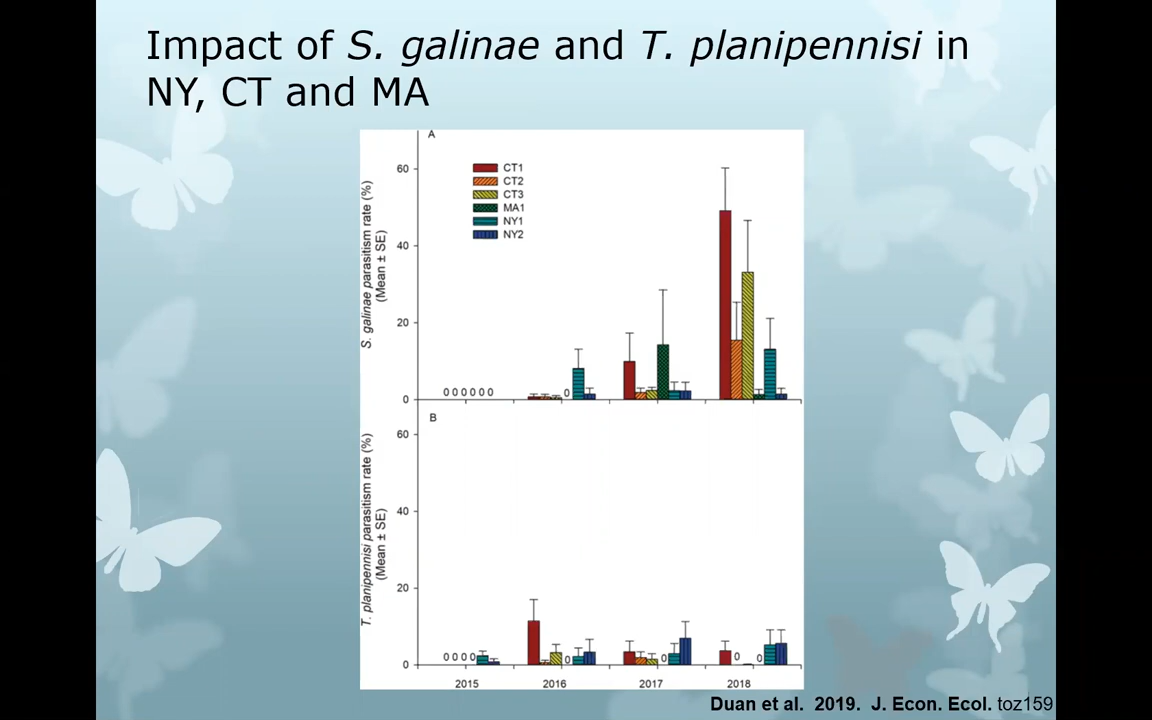 Impact of S. galinae and T. planipennisi in
NY, CT and MA
A
S. galinae parasitism rate (%)
(Mean ± SE)
60
40
20
0
CT1
CT2
CT3
MA1
NY1
NY2
0 0 0 0 0 0
0
B
T. planipennisi parasitism rate (%)
(Mean ± SE)
60
40
20
0
0 0 0 0
0
0
0
0
2015
2016
2017
2018
Duan et al. 2019. J. Econ. Ecol. toz159